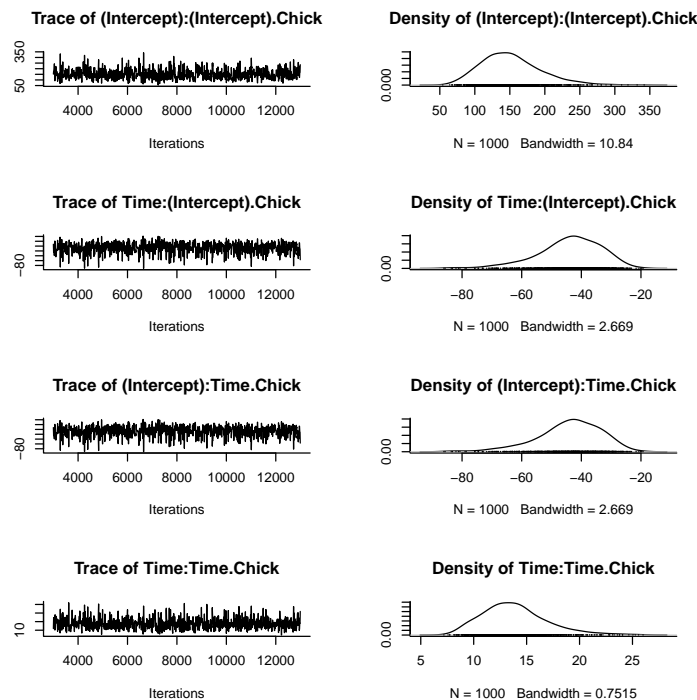 Trace of (Intercept):(Intercept).Chick
50 350
4000 6000 8000 10000 12000
Iterations
Density of (Intercept):(Intercept).Chick
0.000
50 100 150 200 250 300 350
N = 1000 Bandwidth = 10.84
Trace of Time:(Intercept).Chick
−80
4000 6000 8000 10000 12000
Iterations
Density of Time:(Intercept).Chick
0.00
−80 −60 −40 −20
N = 1000 Bandwidth = 2.669
Trace of (Intercept):Time.Chick
−80
4000 6000 8000 10000 12000
Iterations
Density of (Intercept):Time.Chick
0.00
−80 −60 −40 −20
N = 1000 Bandwidth = 2.669
Trace of Time:Time.Chick
10
4000 6000 8000 10000 12000
Iterations
Density of Time:Time.Chick
0.00
5 10 15 20 25
N = 1000 Bandwidth = 0.7515